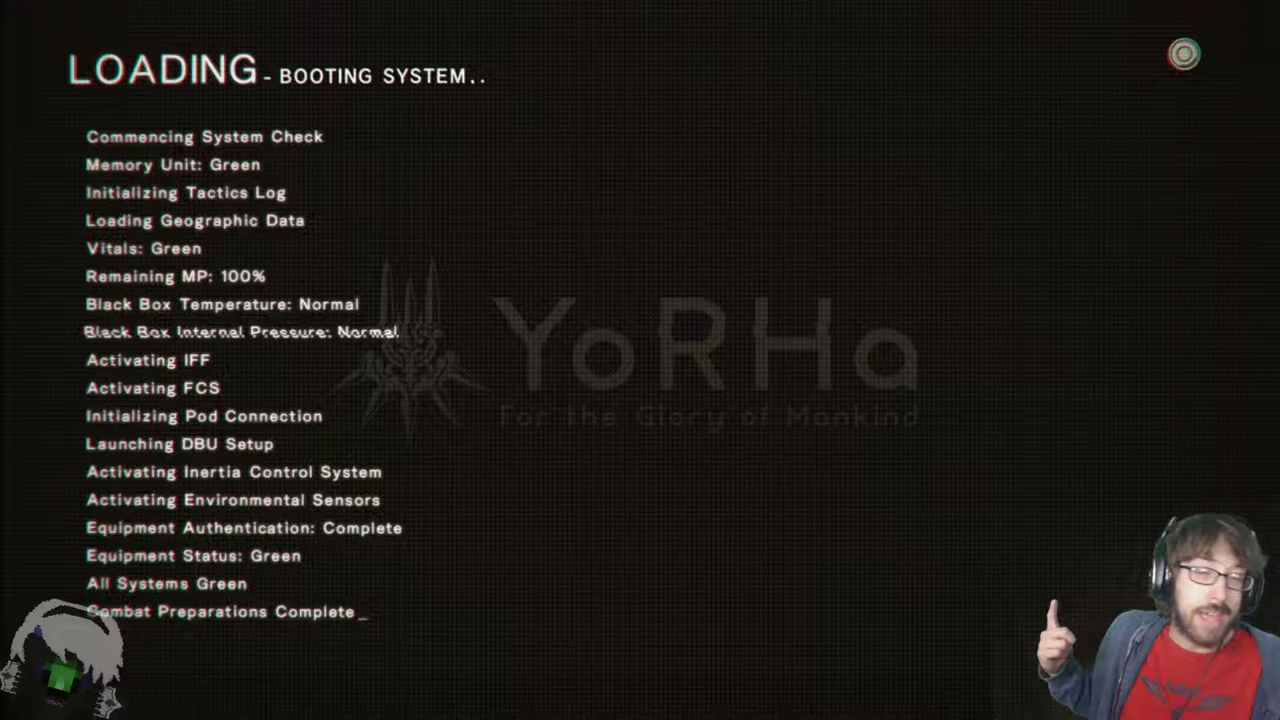 LOADING - BOOTING SYSTEM..
Commencing System Check
Memory Unit: Green
Initializing Tactics Log
Loading Geographic Data
Vitals: Green
Remaining MP: 100%
Black Box Temperature: Normal
Black Box Internal Pressure: Normal
Activating IFF
Activating FCS
Initializing Pod Connection
Launching DBU Setup
Activating Inertia Control System
Activating Environmental Sensors
Equipment Authentication: Complete
Equipment Status: Green
All Systems Green
Combat Preparations Complete _
YoRHa
For the Glory of Mankind